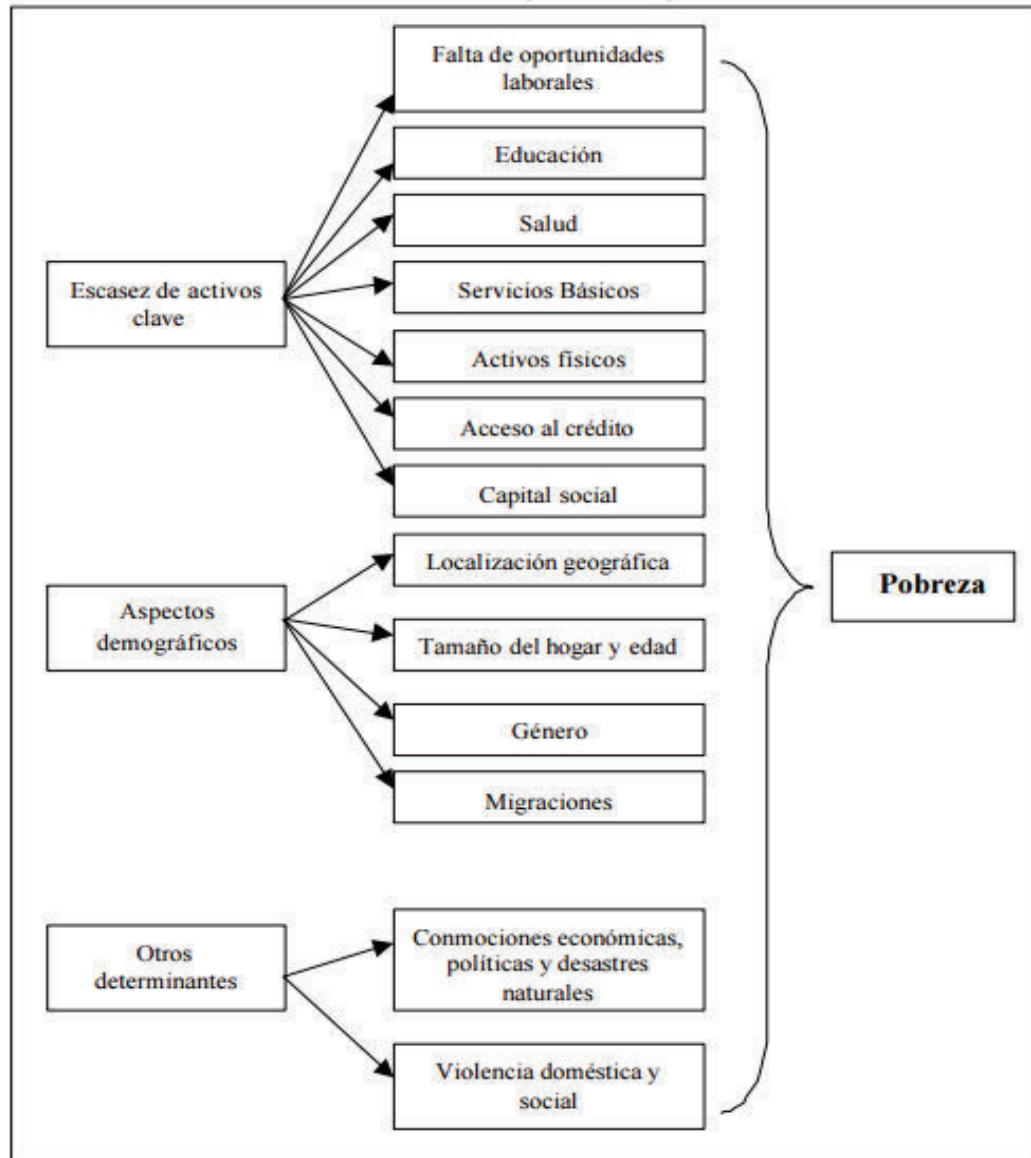 Falta de oportunidades
laborales
Educación
Salud
Servicios Básicos
Escasez de activos
clave
Activos físicos
Acceso al crédito
Capital social
Localización geográfica
Pobreza
Aspectos
demográficos
Tamaño del hogar y edad
Género
Migraciones
Conmociones económicas,
políticas y desastres
naturales
Otros
determinantes
Violencia doméstica y
social